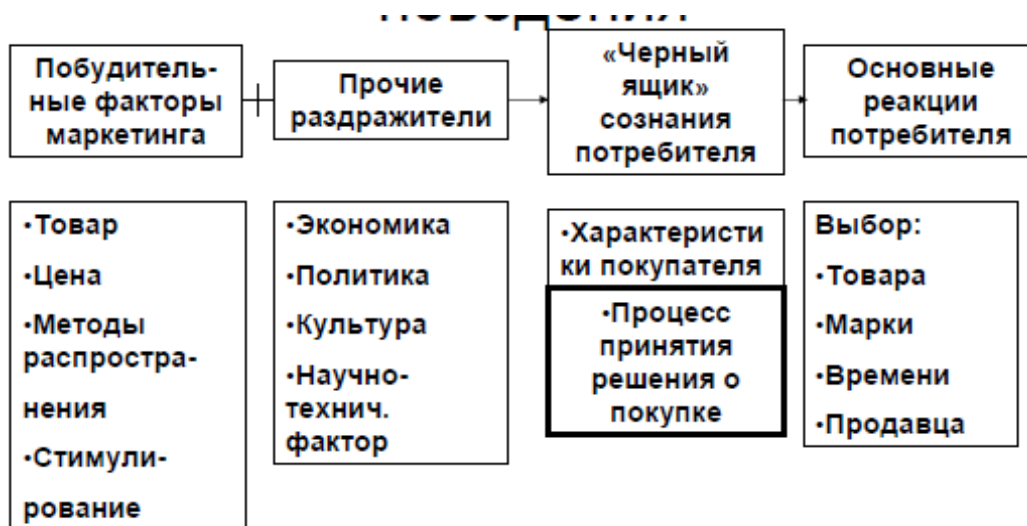 Побудитель-
ные факторы
маркетинга
Прочие
раздражители
«Черный
ящик»
сознания
потребителя
Основные
реакции
потребителя
•Товар
•Цена
•Методы
распростра-
нения
•Стимули-
рование
•Экономика
•Политика
•Культура
•Научно-
технич.
фактор
•Характеристи
ки покупателя
•Процесс
принятия
решения о
покупке
Выбор:
•Товара
•Марки
•Времени
•Продавца